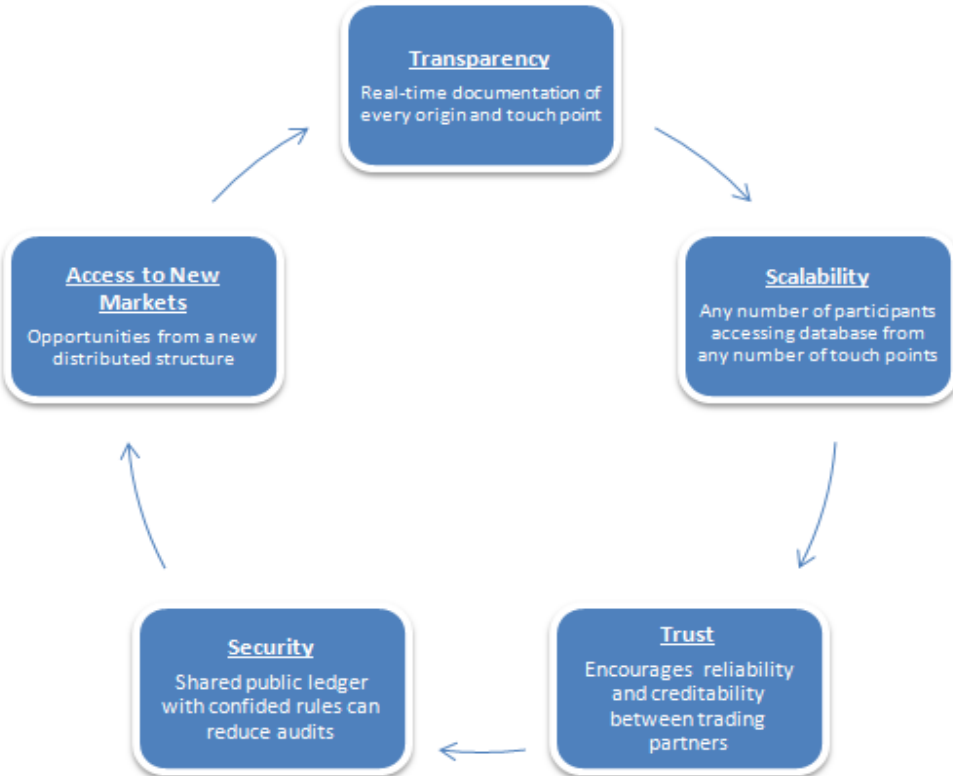 Transparency
Real-time documentation of
every origin and touch point
Scalability
Any number of participants
accessing database from
any number of touch points
Trust
Encourages reliability
and creditability
between trading
partners
Security
Shared public ledger
with confided rules can
reduce audits
Access to New
Markets
Opportunities from a new
distributed structure